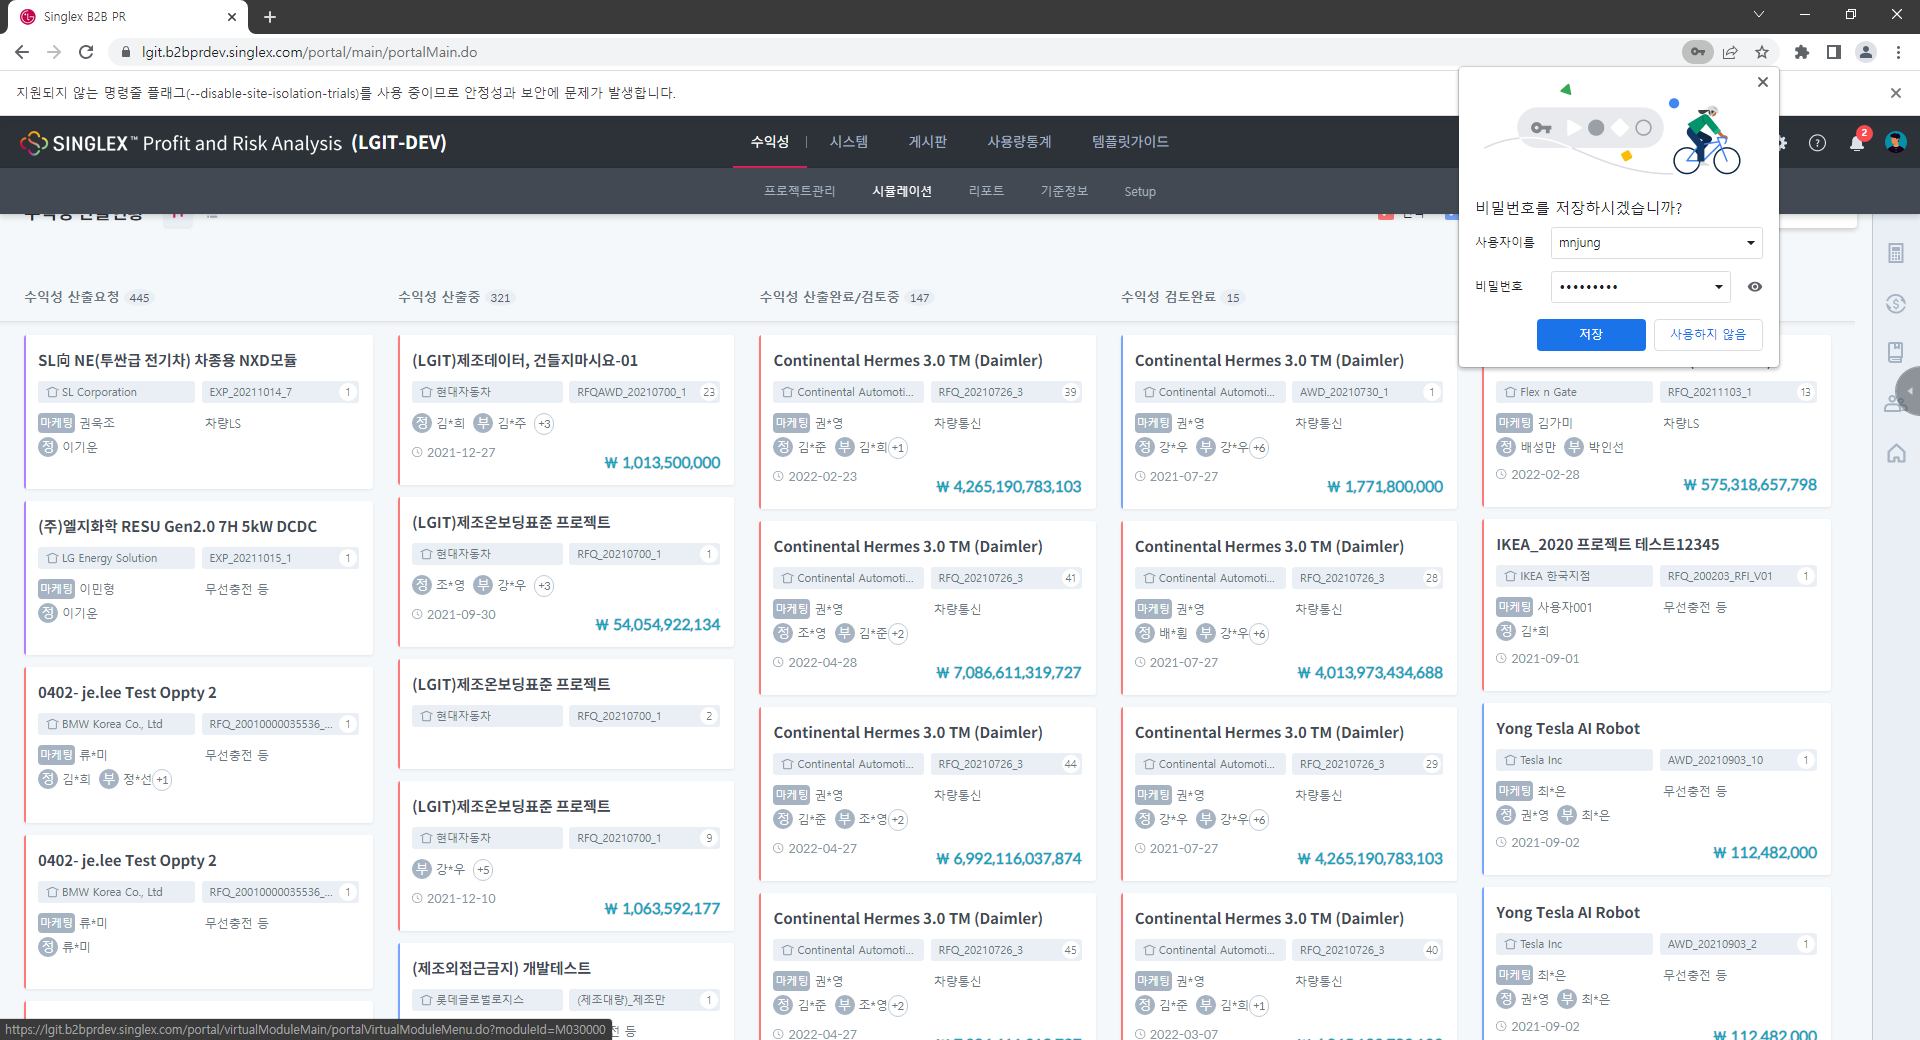 Singlex B2B PR
lgit.b2bprdev.singlex.com/portal/main/portalMain.do
지원되지 않는 명령줄 플래그(--disable-site-isolation-trials)를 사용 중이므로 안정성과 보안에 문제가 발생합니다.
SINGLEX™ Profit and Risk Analysis (LGIT-DEV)
수익성 시스템 게시판 사용량통계 템플릿가이드
2
프로젝트관리 시뮬레이션 리포트 기준정보 Setup
비밀번호를 저장하시겠습니까?
사용자이름 mnjung
비밀번호 •••••••••
저장 사용하지 않음
수익성 산출요청 445
SL向 NE(투싼급 전기차) 차종용 NXD모듈
SL Corporation EXP_20211014_7 1
마케팅 권욱조 차량LS
정 이기운
(주)엘지화학 RESU Gen2.0 7H 5kW DCDC
LG Energy Solution EXP_20211015_1 1
마케팅 이민형 무선충전 등
정 이기운
0402- je.lee Test Oppty 2
BMW Korea Co., Ltd RFQ_20010000035536_... 1
마케팅 류*미 무선충전 등
정 김*희 부 정*선 +1
0402- je.lee Test Oppty 2
BMW Korea Co., Ltd RFQ_20010000035536_... 1
마케팅 류*미 무선충전 등
정 류*미
수익성 산출중 321
(LGIT)제조데이터, 건들지마시요-01
현대자동차 RFQAWD_20210700_1 23
정 김*희 부 김*주 +3
2021-12-27
₩ 1,013,500,000
(LGIT)제조온보딩표준 프로젝트
현대자동차 RFQ_20210700_1 1
정 조*영 부 강*우 +3
2021-09-30
₩ 54,054,922,134
(LGIT)제조온보딩표준 프로젝트
현대자동차 RFQ_20210700_1 2
(LGIT)제조온보딩표준 프로젝트
현대자동차 RFQ_20210700_1 9
부 강*우 +5
2021-12-10
₩ 1,063,592,177
(제조외접근금지) 개발테스트
롯데글로벌로지스 (제조대량)_제조만 1
전 등
수익성 산출완료/검토중 147
Continental Hermes 3.0 TM (Daimler)
Continental Automoti... RFQ_20210726_3 39
마케팅 권*영 차량통신
정 김*준 부 김*희 +1
2022-02-23
₩ 4,265,190,783,103
Continental Hermes 3.0 TM (Daimler)
Continental Automoti... RFQ_20210726_3 41
마케팅 권*영 차량통신
정 조*영 부 김*준 +2
2022-04-28
₩ 7,086,611,319,727
Continental Hermes 3.0 TM (Daimler)
Continental Automoti... RFQ_20210726_3 44
마케팅 권*영 차량통신
정 김*준 부 조*영 +2
2022-04-27
₩ 6,992,116,037,874
Continental Hermes 3.0 TM (Daimler)
Continental Automoti... RFQ_20210726_3 45
마케팅 권*영 차량통신
정 김*준 부 조*영 +2
2022-04-27
수익성 검토완료 15
Continental Hermes 3.0 TM (Daimler)
Continental Automoti... AWD_20210730_1 1
마케팅 권*영 차량통신
정 강*우 부 강*우 +6
2021-07-27
₩ 1,771,800,000
Continental Hermes 3.0 TM (Daimler)
Continental Automoti... RFQ_20210726_3 28
마케팅 권*영 차량통신
정 배*훤 부 강*우 +6
2021-07-27
₩ 4,013,973,434,688
Continental Hermes 3.0 TM (Daimler)
Continental Automoti... RFQ_20210726_3 29
마케팅 권*영 차량통신
정 강*우 부 강*우 +6
2021-07-27
₩ 4,265,190,783,103
Continental Hermes 3.0 TM (Daimler)
Continental Automoti... RFQ_20210726_3 40
마케팅 권*영 차량통신
정 김*준 부 김*희 +1
2022-03-07
Flex n Gate RFQ_20211103_1 13
마케팅 김가미 차량LS
정 배성만 부 박인선
2022-02-28
₩ 575,318,657,798
IKEA_2020 프로젝트 테스트12345
IKEA 한국지점 RFQ_200203_RFI_V01 1
마케팅 사용자001 무선충전 등
정 김*희
2021-09-01
Yong Tesla AI Robot
Tesla Inc AWD_20210903_10 1
마케팅 최*은 무선충전 등
정 권*영 부 최*은
2021-09-02
₩ 112,482,000
Yong Tesla AI Robot
Tesla Inc AWD_20210903_2 1
마케팅 최*은 무선충전 등
정 권*영 부 최*은
2021-09-02
₩ 112,482,000
https://lgit.b2bprdev.singlex.com/portal/virtualModuleMain/portalVirtualModuleMenu.do?moduleId=M030000